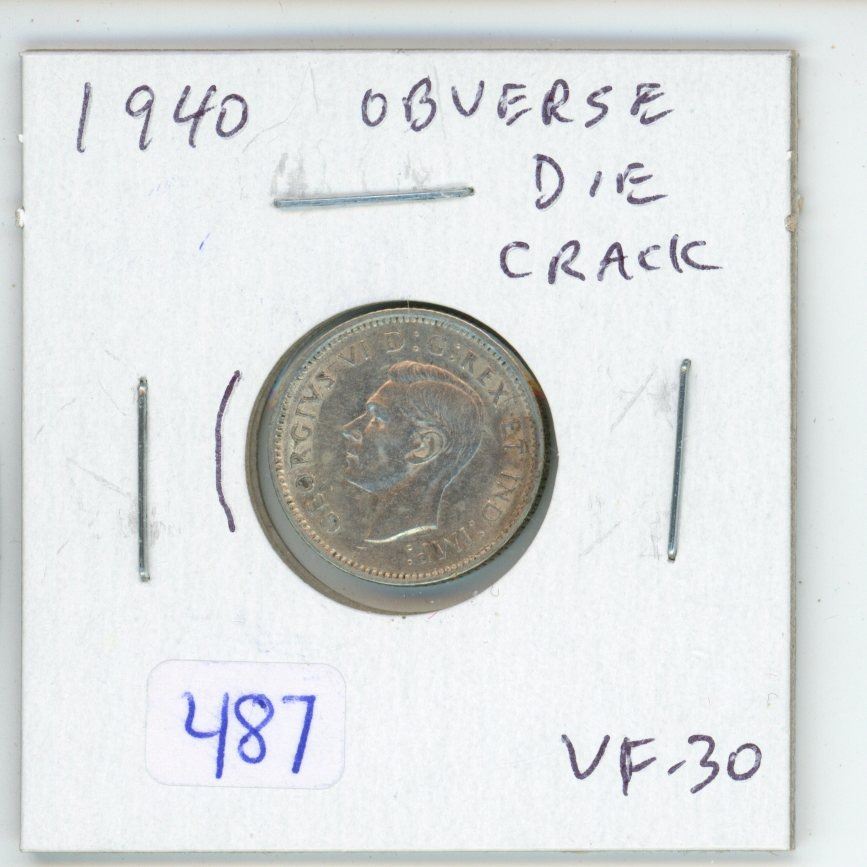 1940 OBVERSE
DIE
CRACK
GEORGIVS VI D:G:REX ET IND:IMP:
487
VF-30